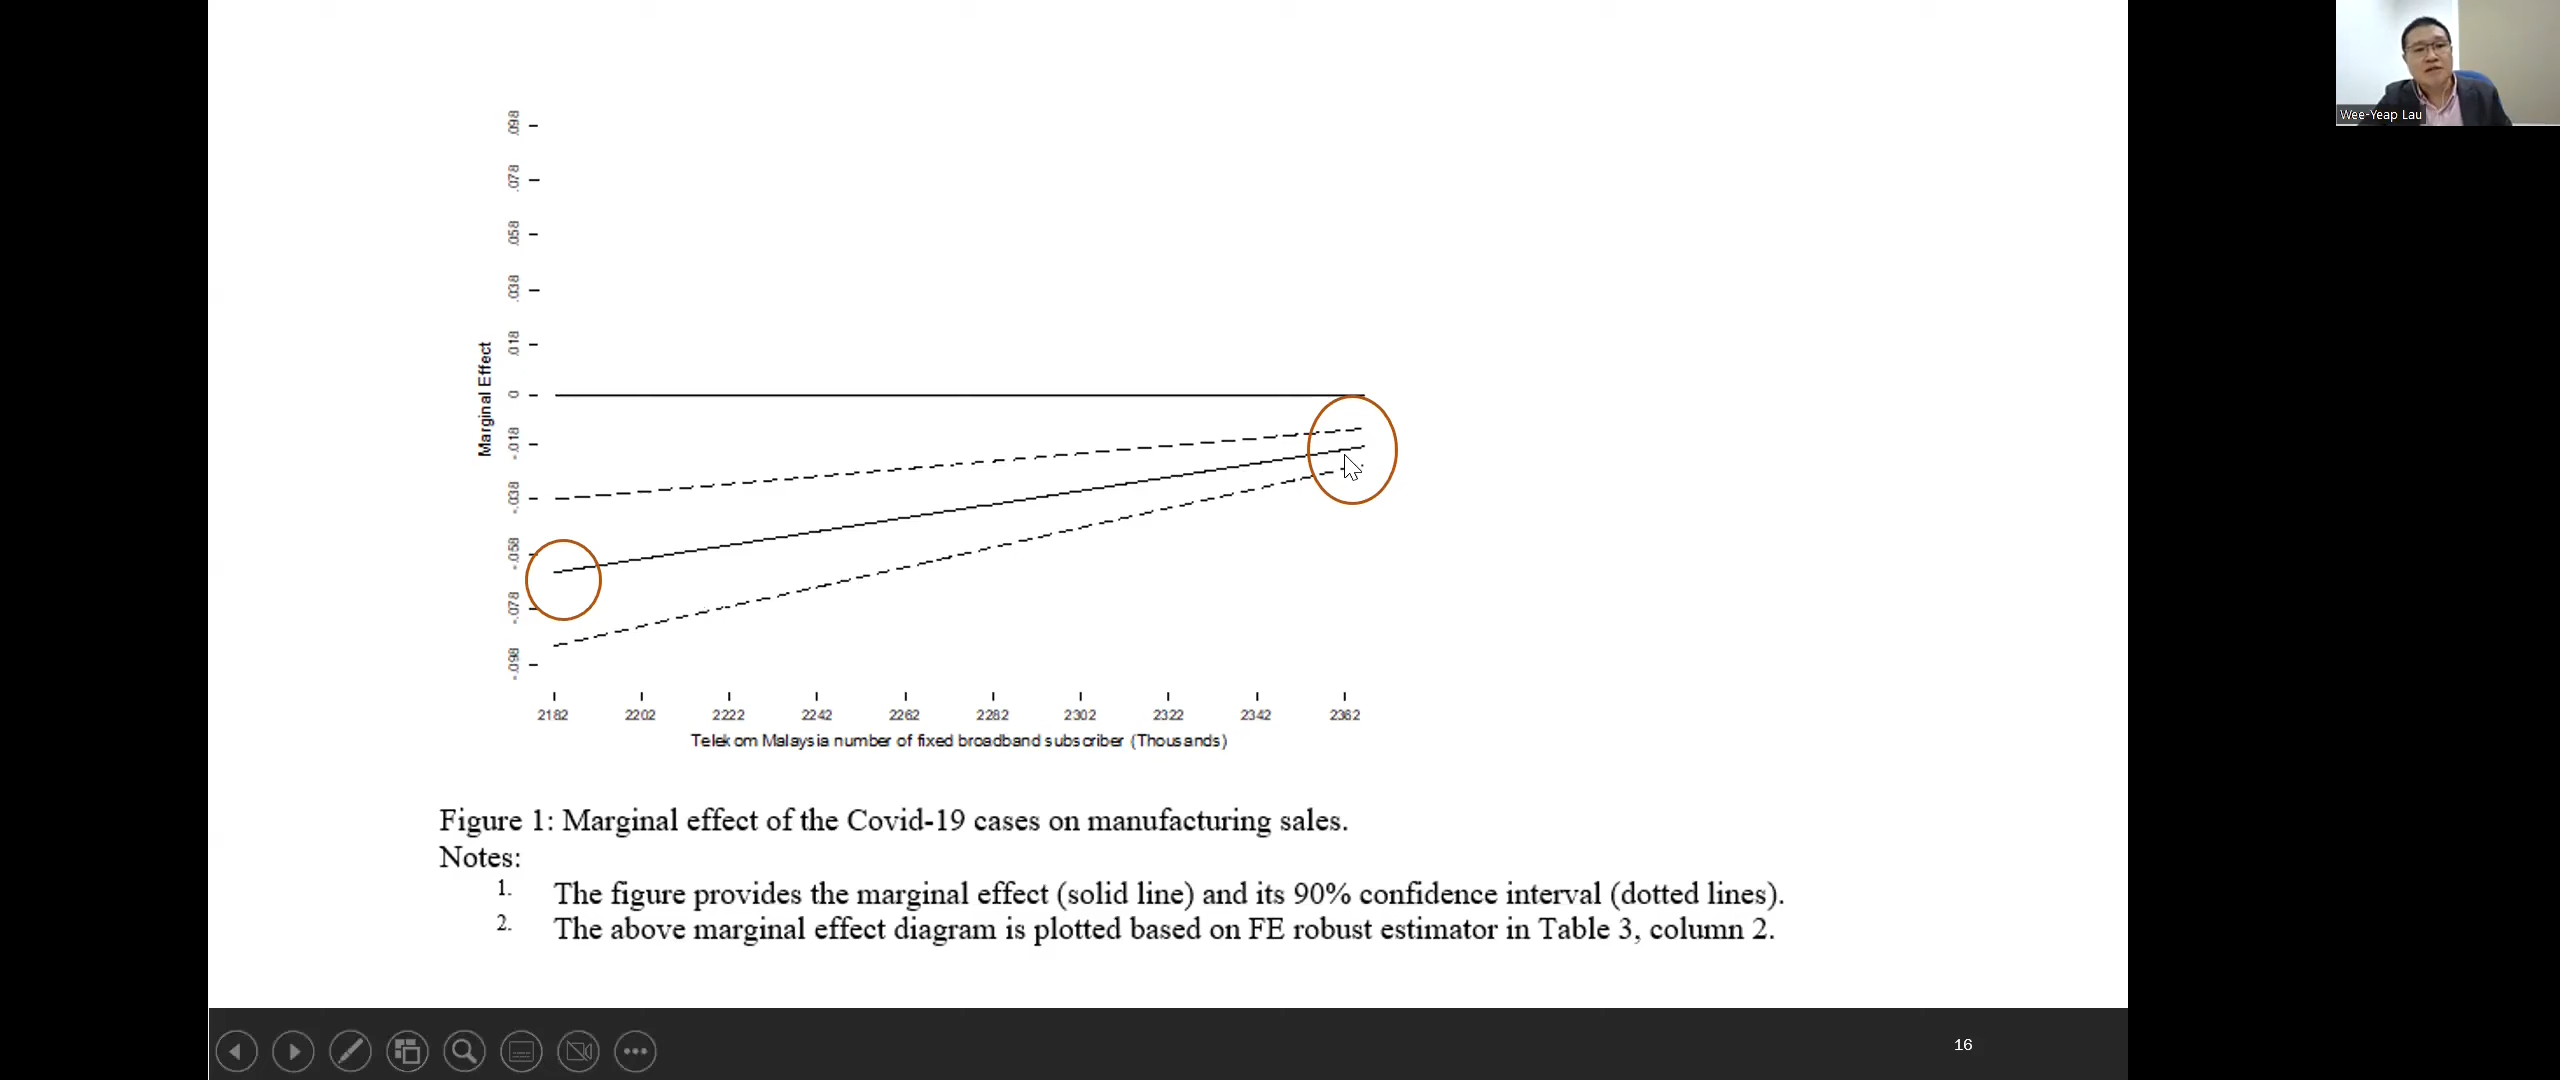 Wee-Yeap Lau
.098
.078
.058
.038
.018
0
-.018
-.038
-.058
-.078
-.098
Marginal Effect
2182 2202 2222 2242 2262 2282 2302 2322 2342 2362
Telekom Malaysia number of fixed broadband subscriber (Thousands)
Figure 1: Marginal effect of the Covid-19 cases on manufacturing sales.
Notes:
1. The figure provides the marginal effect (solid line) and its 90% confidence interval (dotted lines).
2. The above marginal effect diagram is plotted based on FE robust estimator in Table 3, column 2.
16